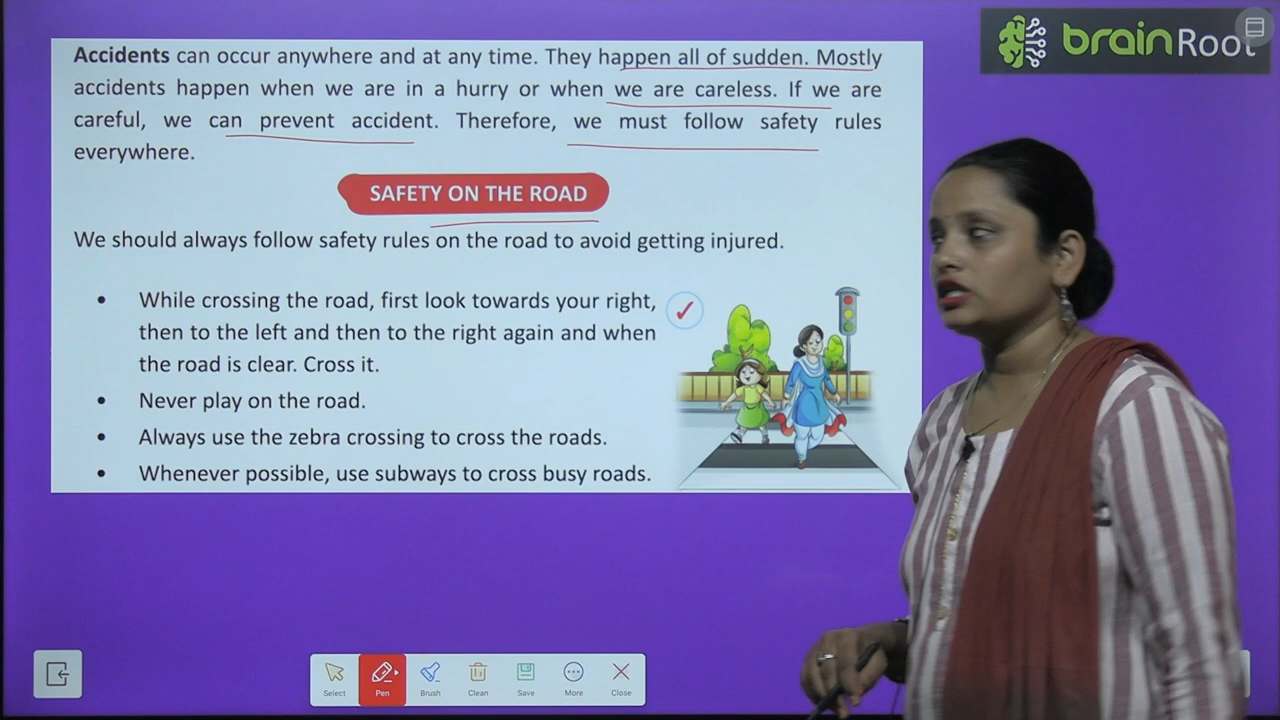 brainRoot
Accidents can occur anywhere and at any time. They happen all of sudden. Mostly
accidents happen when we are in a hurry or when we are careless. If we are
careful, we can prevent accident. Therefore, we must follow safety rules
everywhere.
SAFETY ON THE ROAD
We should always follow safety rules on the road to avoid getting injured.
• While crossing the road, first look towards your right,
then to the left and then to the right again and when
the road is clear. Cross it.
• Never play on the road.
• Always use the zebra crossing to cross the roads.
• Whenever possible, use subways to cross busy roads.
Select Pen Brush Clean Save More Close